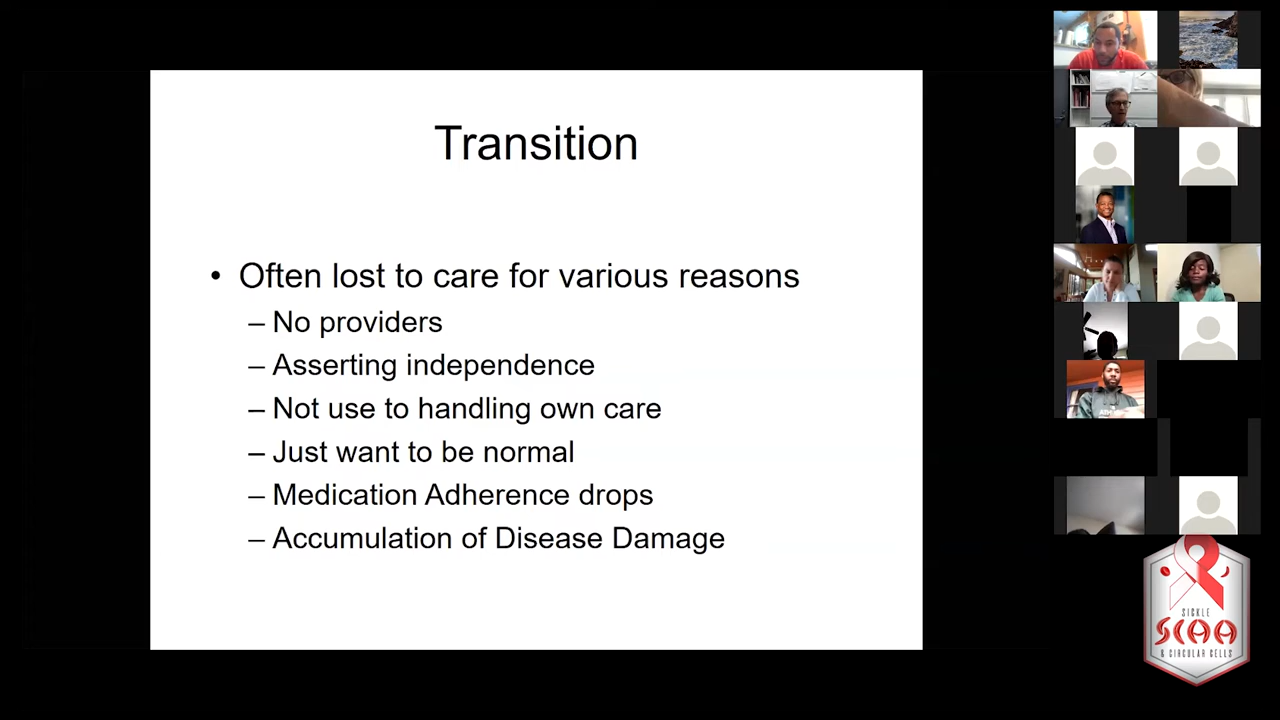 Transition
• Often lost to care for various reasons
– No providers
– Asserting independence
– Not use to handling own care
– Just want to be normal
– Medication Adherence drops
– Accumulation of Disease Damage
SICKLE
SCAA
& CIRCULAR CELLS